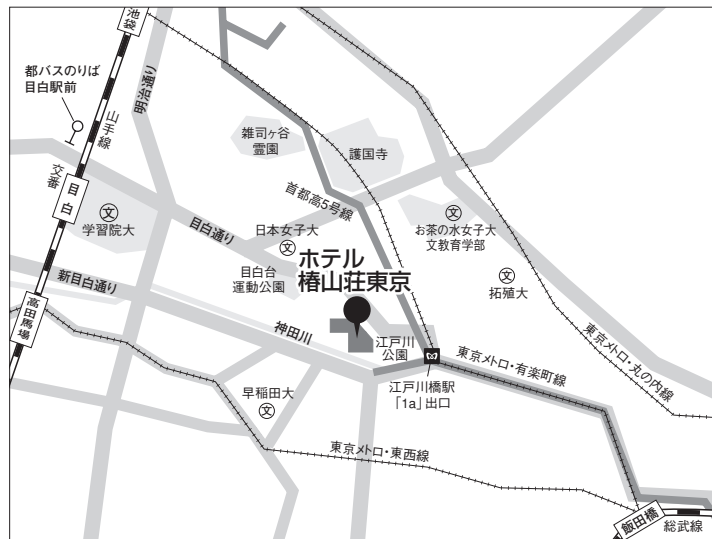 池袋
都バスのりば
目白駅前
山手線
明治通り
交番
目白
学習院大
雑司ヶ谷
霊園
護国寺
首都高5号線
目白通り
日本女子大
お茶の水女子大
文教育学部
拓殖大
目白台
運動公園
ホテル
椿山荘東京
新目白通り
高田馬場
神田川
江戸川
公園
江戸川橋駅
「1a」出口
東京メトロ・有楽町線
東京メトロ・丸の内線
早稲田大
東京メトロ・東西線
飯田橋
総武線
文
文
文
文
文